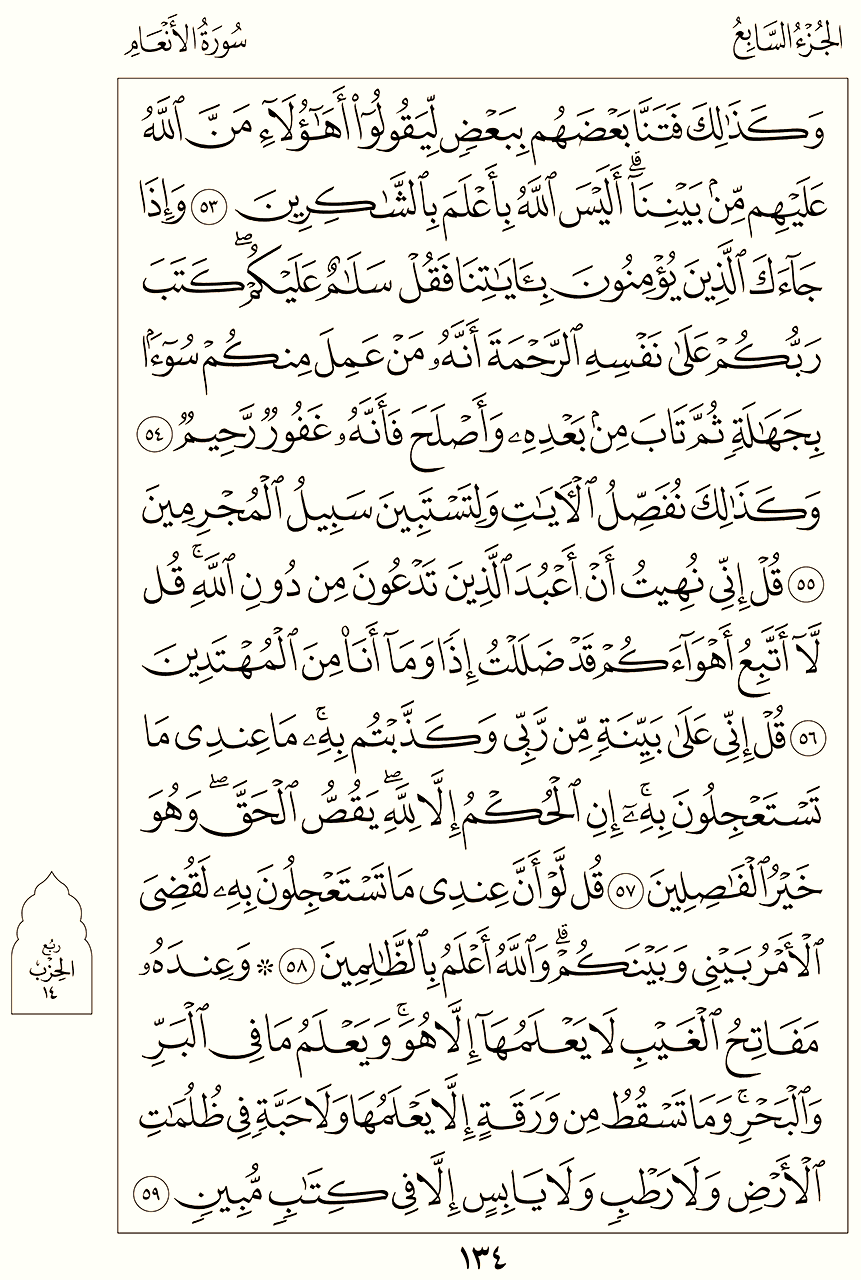 الجُزْءُ السَّابِعُ
سُورَةُ الأَنْعَامِ
وَكَذَٰلِكَ فَتَنَّا بَعْضَهُم بِبَعْضٍ لِّيَقُولُوٓا۟ أَهَـٰٓؤُلَآءِ مَنَّ ٱللَّهُ
عَلَيْهِم مِّنۢ بَيْنِنَآ ۗ أَلَيْسَ ٱللَّهُ بِأَعْلَمَ بِٱلشَّـٰكِرِينَ ٥٣ وَإِذَا
جَآءَكَ ٱلَّذِينَ يُؤْمِنُونَ بِـَٔايَـٰتِنَا فَقُلْ سَلَـٰمٌ عَلَيْكُمْ ۖ كَتَبَ
رَبُّكُمْ عَلَىٰ نَفْسِهِ ٱلرَّحْمَةَ أَنَّهُۥ مَنْ عَمِلَ مِنكُمْ سُوٓءًۢا
بِجَهَـٰلَةٍ ثُمَّ تَابَ مِنۢ بَعْدِهِۦ وَأَصْلَحَ فَأَنَّهُۥ غَفُورٌ رَّحِيمٌ ٥٤
وَكَذَٰلِكَ نُفَصِّلُ ٱلْـَٔايَـٰتِ وَلِتَسْتَبِينَ سَبِيلُ ٱلْمُجْرِمِينَ
٥٥ قُلْ إِنِّى نُهِيتُ أَنْ أَعْبُدَ ٱلَّذِينَ تَدْعُونَ مِن دُونِ ٱللَّهِ ۚ قُل
لَّآ أَتَّبِعُ أَهْوَآءَكُمْ قَدْ ضَلَلْتُ إِذًا وَمَآ أَنَا۠ مِنَ ٱلْمُهْتَدِينَ
٥٦ قُلْ إِنِّى عَلَىٰ بَيِّنَةٍ مِّن رَّبِّى وَكَذَّبْتُم بِهِۦ ۚ مَا عِندِى مَا
تَسْتَعْجِلُونَ بِهِۦٓ ۚ إِنِ ٱلْحُكْمُ إِلَّا لِلَّهِ ۖ يَقُصُّ ٱلْحَقَّ ۖ وَهُوَ
خَيْرُ ٱلْفَـٰصِلِينَ ٥٧ قُل لَّوْ أَنَّ عِندِى مَا تَسْتَعْجِلُونَ بِهِۦ لَقُضِىَ
ٱلْأَمْرُ بَيْنِى وَبَيْنَكُمْ ۗ وَٱللَّهُ أَعْلَمُ بِٱلظَّـٰلِمِينَ ٥٨ ۞ وَعِندَهُۥ
مَفَاتِحُ ٱلْغَيْبِ لَا يَعْلَمُهَآ إِلَّا هُوَ ۚ وَيَعْلَمُ مَا فِى ٱلْبَرِّ
وَٱلْبَحْرِ ۚ وَمَا تَسْقُطُ مِن وَرَقَةٍ إِلَّا يَعْلَمُهَا وَلَا حَبَّةٍ فِى ظُلُمَـٰتِ
ٱلْأَرْضِ وَلَا رَطْبٍ وَلَا يَابِسٍ إِلَّا فِى كِتَـٰبٍ مُّبِينٍ ٥٩
رُبُع
الحِزْب
١٤
١٣٤